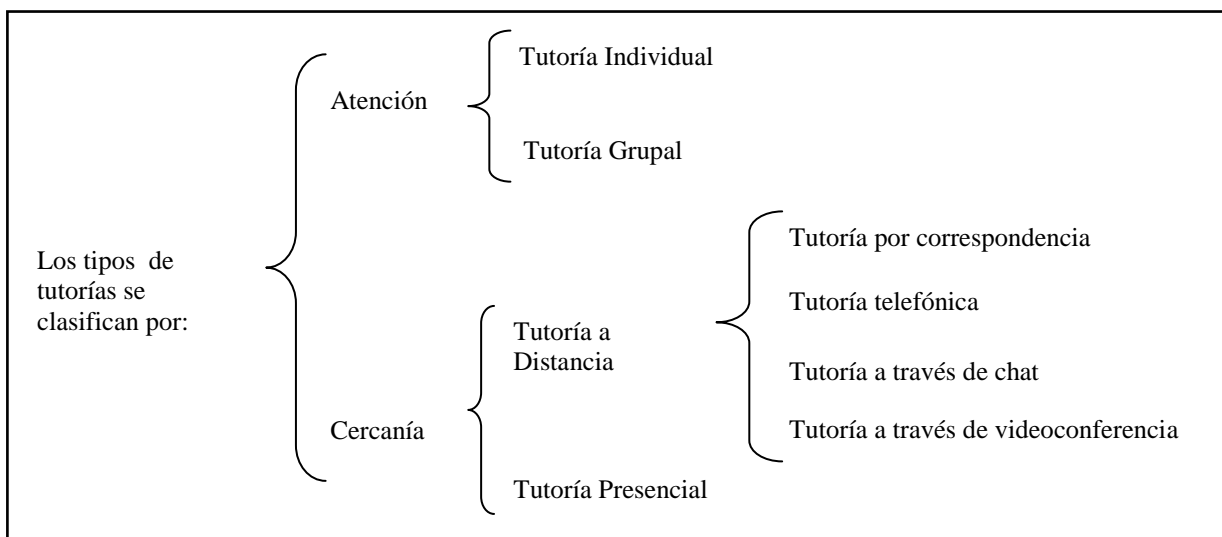 Los tipos de
tutorías se
clasifican por:
Atención
Tutoría Individual
Tutoría Grupal
Cercanía
Tutoría a
Distancia
Tutoría por correspondencia
Tutoría telefónica
Tutoría a través de chat
Tutoría a través de videoconferencia
Tutoría Presencial